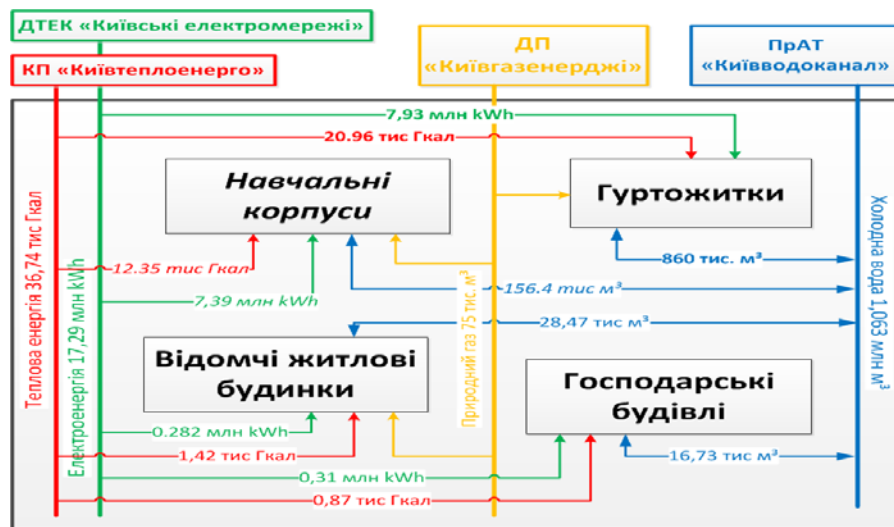 ДТЕК «Київські електромережі»
КП «Київтеплоенерго»
ДП
«Київгазенерджі»
ПрАТ
«Київводоканал»
7,93 млн kWh
20.96 тис Гкал
Навчальні
корпуси
Гуртожитки
860 тис. м³
12.35 тис Гкал
156.4 тис м³
7,39 млн kWh
28,47 тис м³
Відомчі житлові
будинки
Господарські
будівлі
0.282 млн kWh
1,42 тис Гкал
16,73 тис м³
0,31 млн kWh
0,87 тис Гкал
Теплова енергія 36,74 тис Гкал
Електроенергія 17,29 млн kWh
Природний газ 75 тис. м³
Холодна вода 1,063 млн м³